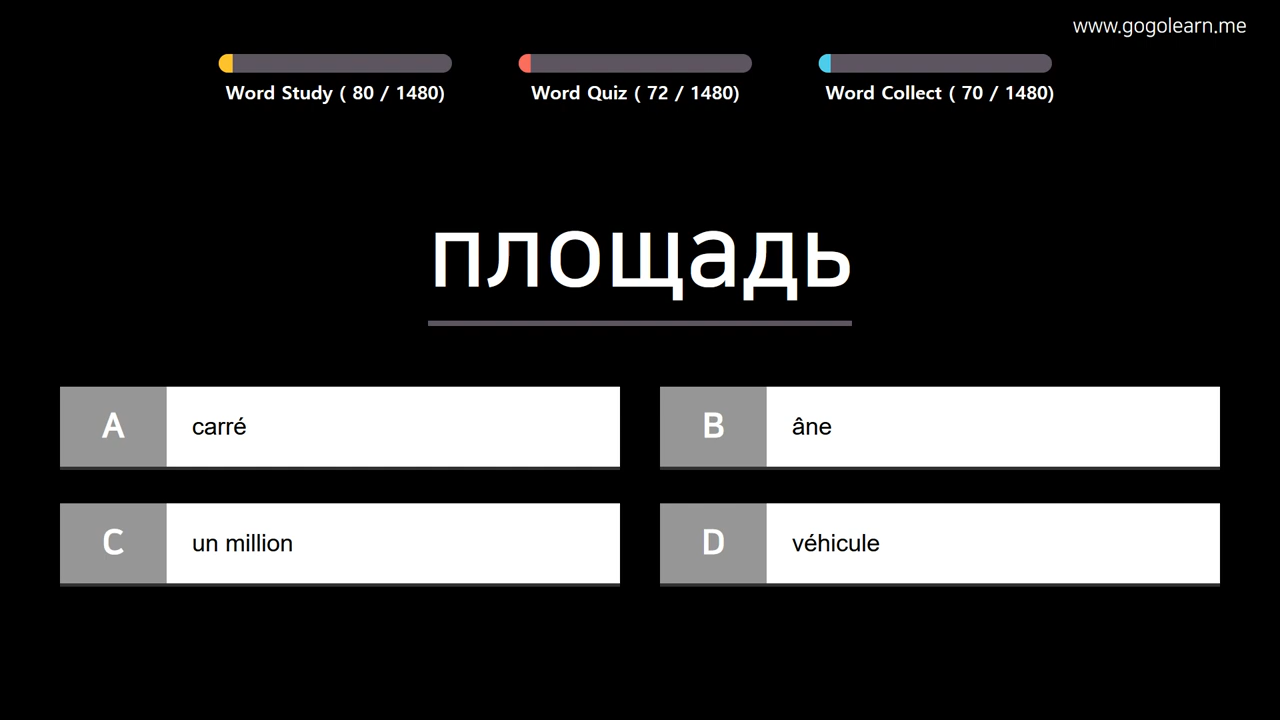 www.gogolearn.me
Word Study ( 80 / 1480)
Word Quiz ( 72 / 1480)
Word Collect ( 70 / 1480)
площадь
A carré
B âne
C un million
D véhicule